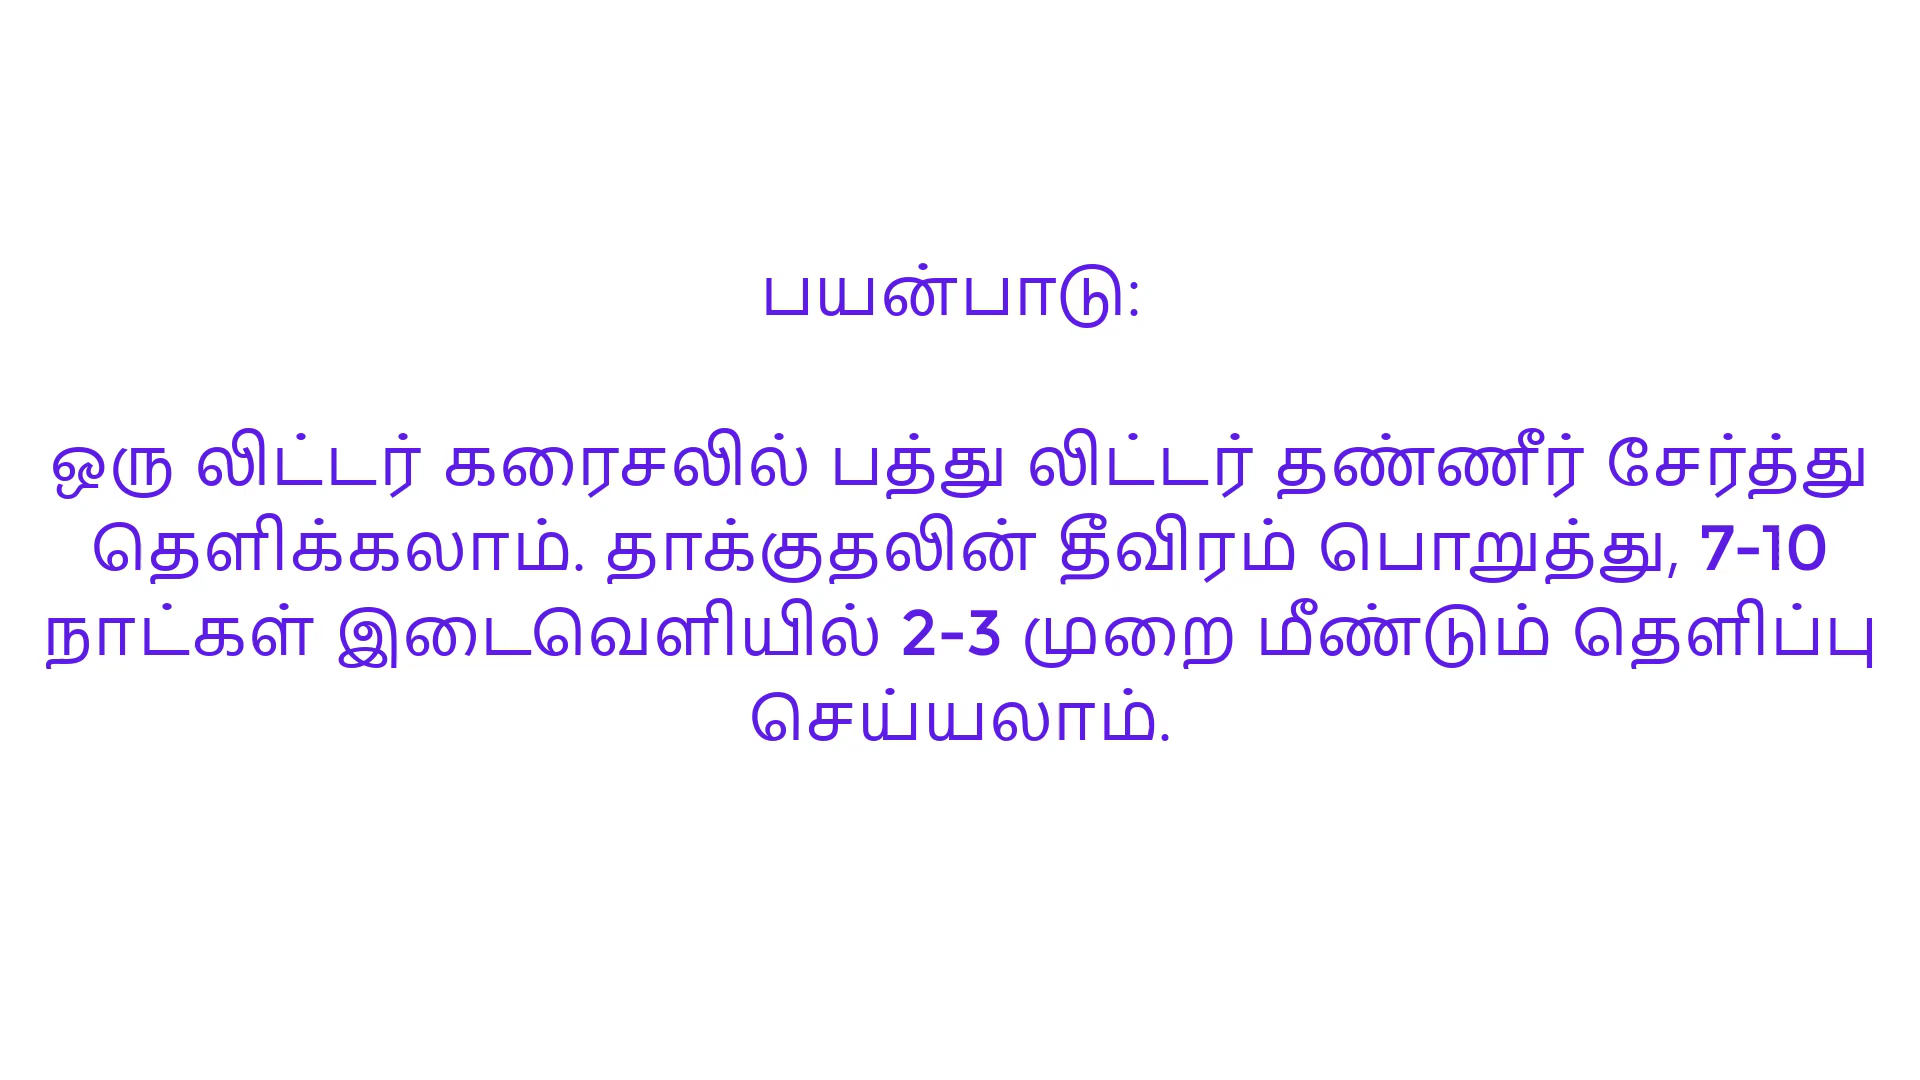 பயன்பாடு:
ஒரு லிட்டர் கரைசலில் பத்து லிட்டர் தண்ணீர் சேர்த்து
தெளிக்கலாம். தாக்குதலின் தீவிரம் பொறுத்து, 7-10
நாட்கள் இடைவெளியில் 2-3 முறை மீண்டும் தெளிப்பு
செய்யலாம்.